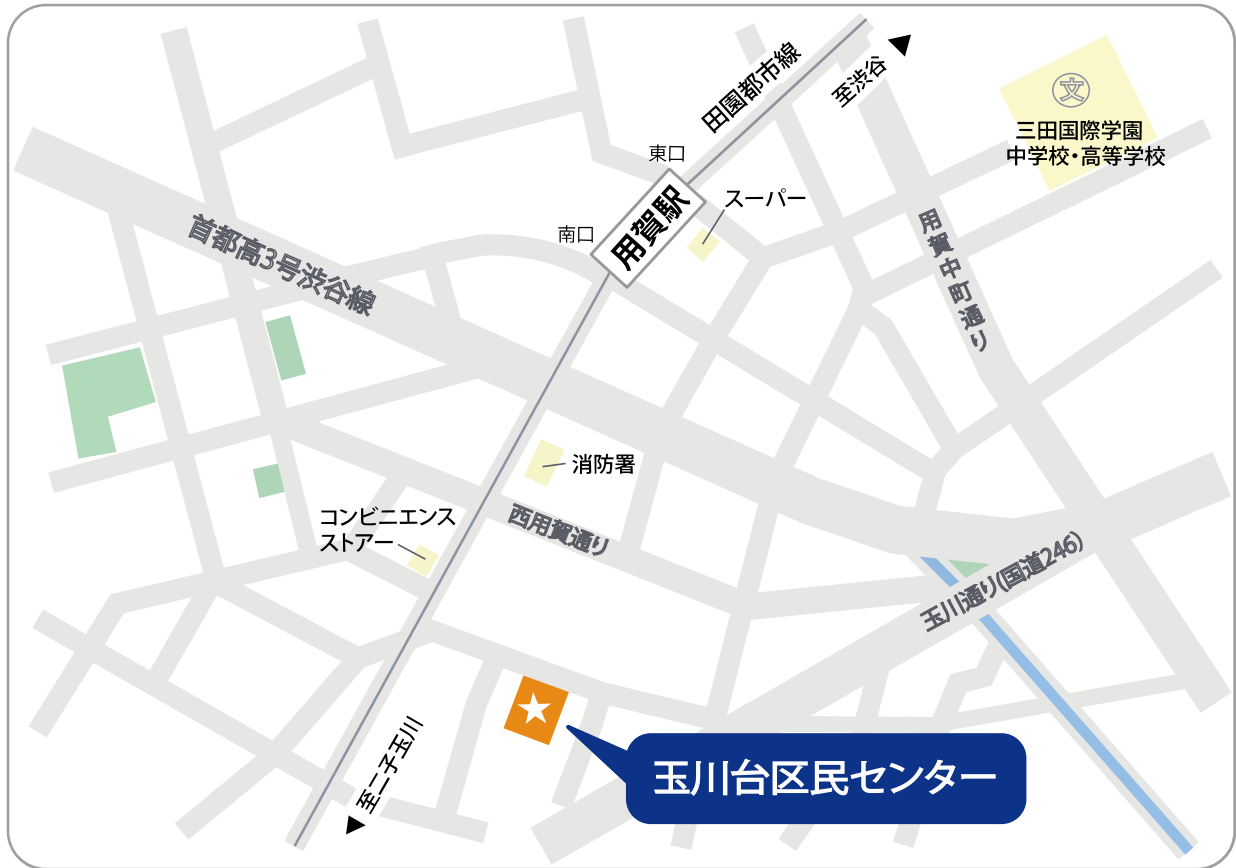 田園都市線
至渋谷
文
三田国際学園
中学校・高等学校
東口
用賀駅
スーパー
南口
首都高3号渋谷線
用賀中町通り
消防署
コンビニエンス
ストアー
西用賀通り
玉川通り(国道246)
至二子玉川
玉川台区民センター